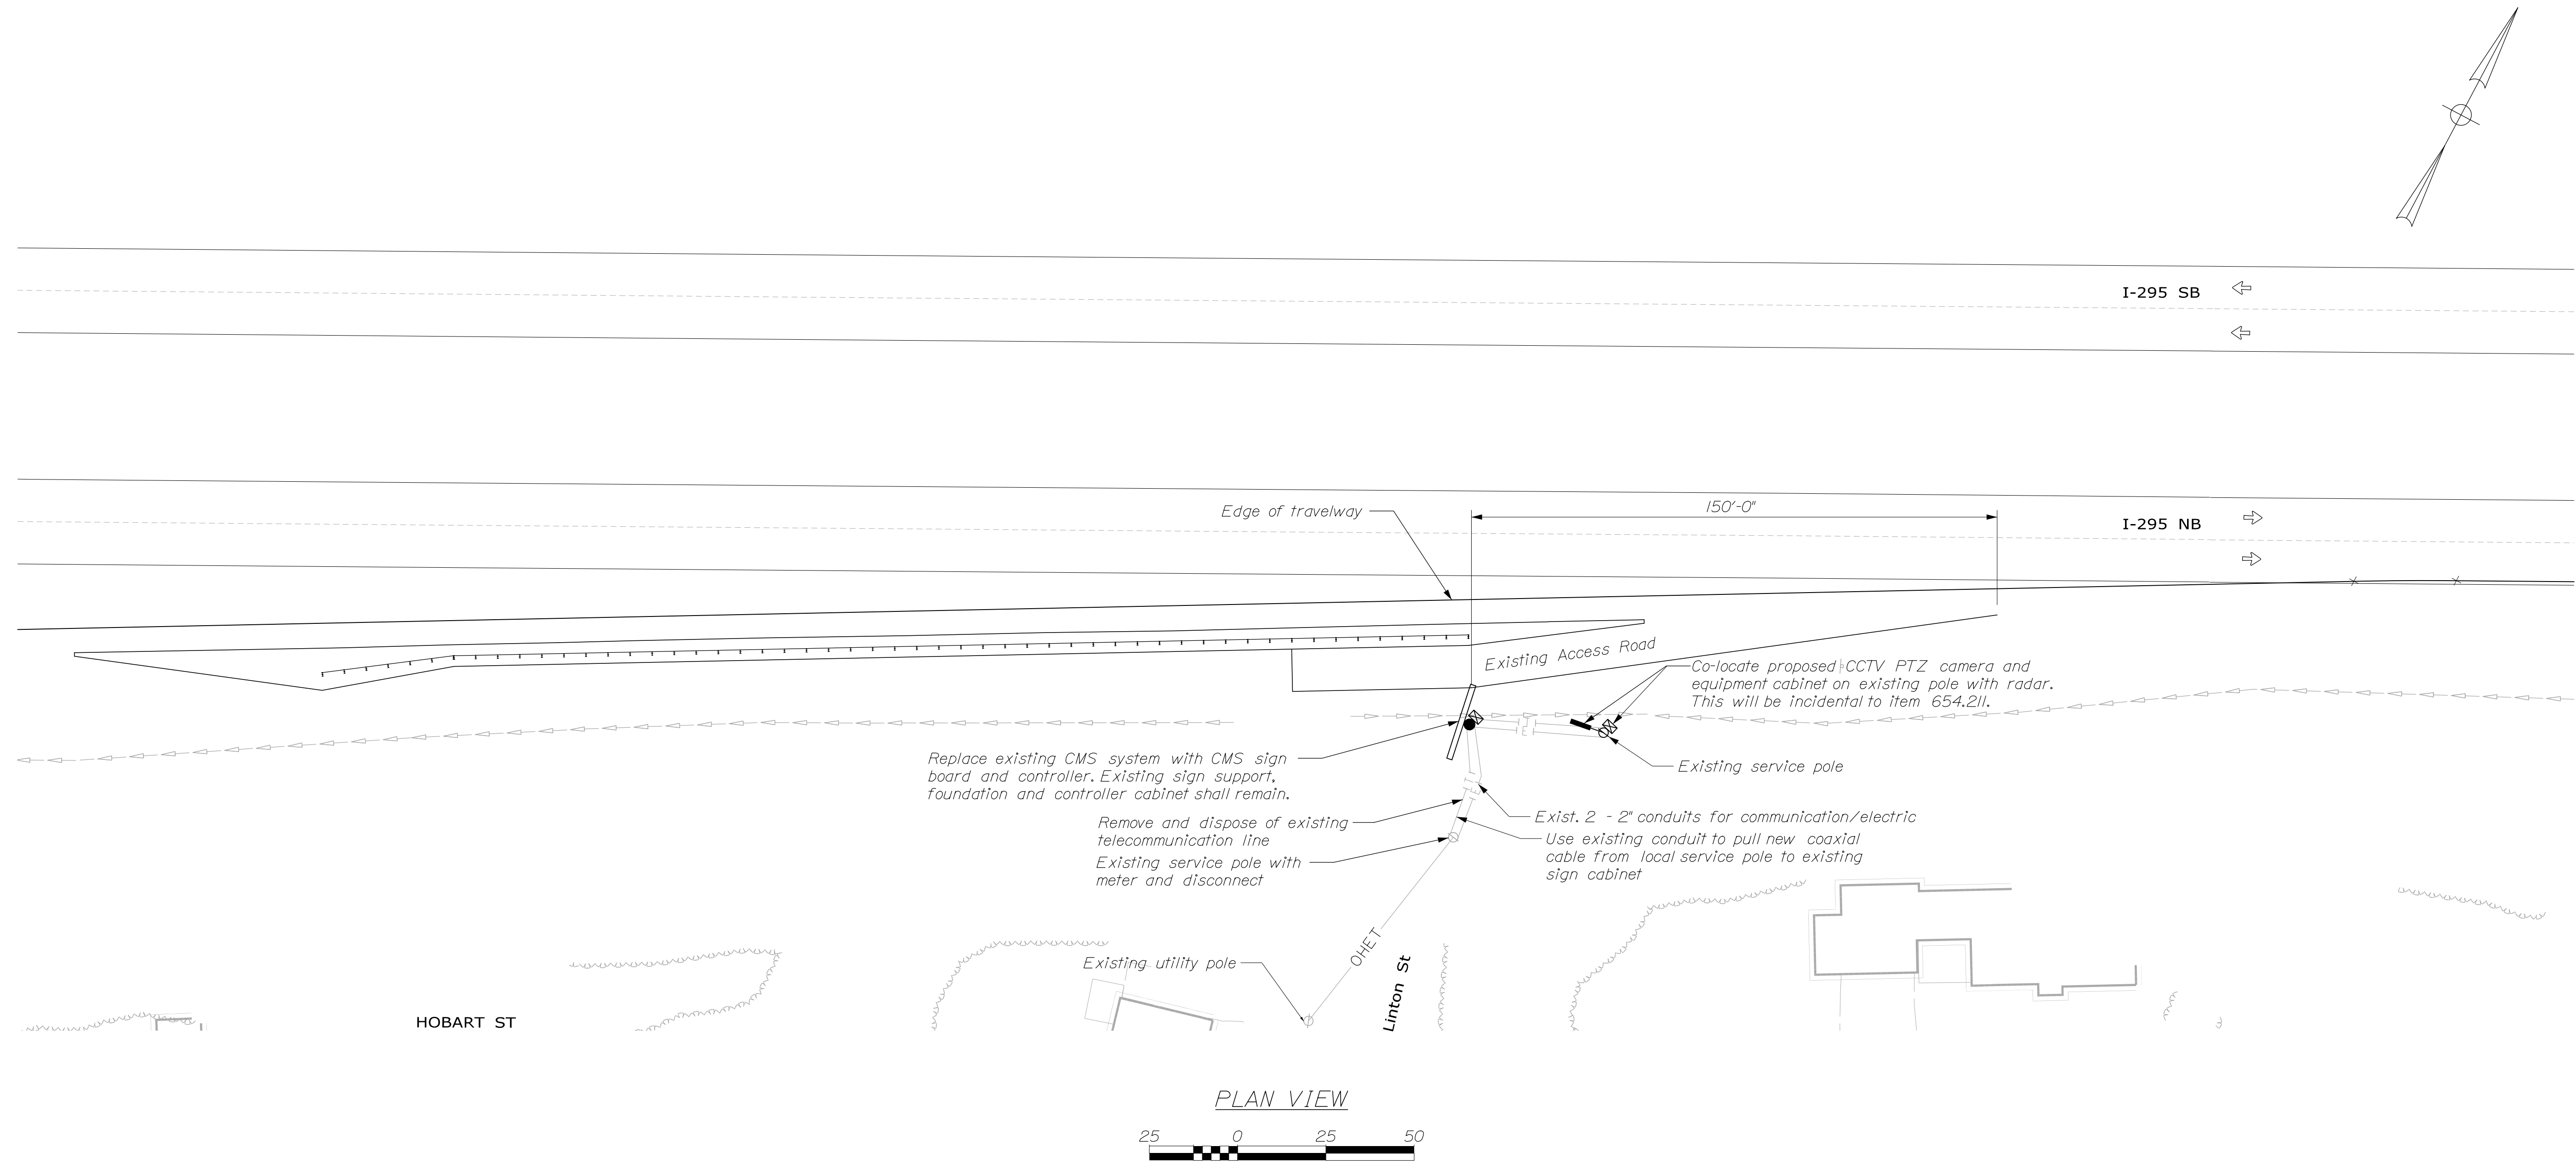 I-295 SB
Edge of travelway
150'-0"
I-295 NB
Existing Access Road
Co-locate proposed CCTV PTZ camera and
equipment cabinet on existing pole with radar.
This will be incidental to item 654.211.
T
E
Replace existing CMS system with CMS sign
board and controller. Existing sign support,
foundation and controller cabinet shall remain.
Existing service pole
T
E
Exist. 2 - 2" conduits for communication/electric
Remove and dispose of existing
telecommunication line
Use existing conduit to pull new coaxial
cable from local service pole to existing
sign cabinet
Existing service pole with
meter and disconnect
OHET
Existing utility pole
Linton St
HOBART ST
PLAN VIEW
25 0 25 50